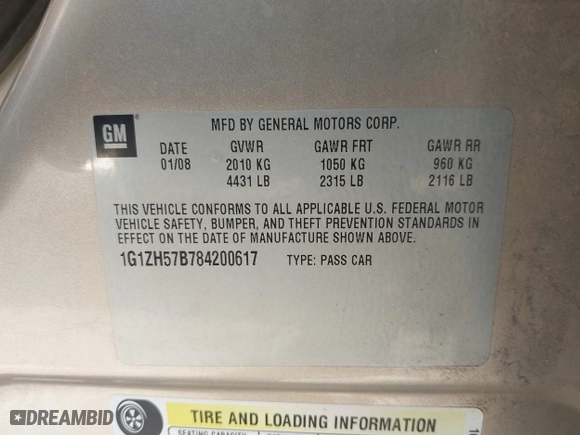 GM
MFD BY GENERAL MOTORS CORP.
DATE GVWR GAWR FRT GAWR RR
01/08 2010 KG 1050 KG 960 KG
4431 LB 2315 LB 2116 LB
THIS VEHICLE CONFORMS TO ALL APPLICABLE U.S. FEDERAL MOTOR
VEHICLE SAFETY, BUMPER, AND THEFT PREVENTION STANDARDS IN
EFFECT ON THE DATE OF MANUFACTURE SHOWN ABOVE.
1G1ZH57B784200617 TYPE: PASS CAR
TIRE AND LOADING INFORMATION
SEATING CAPACITY
DREAMBID